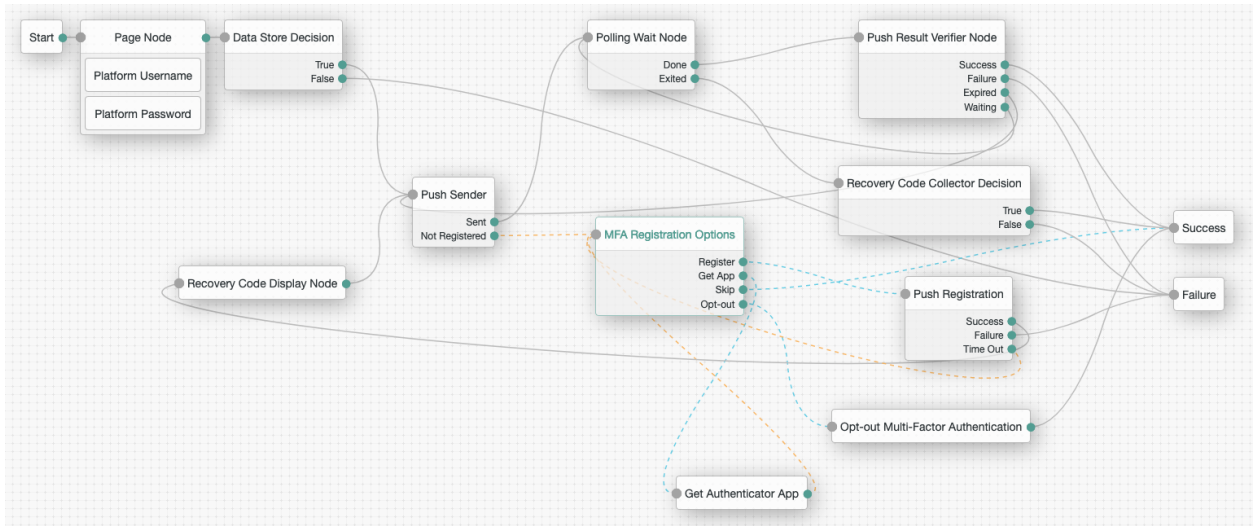 Start
Page Node
Platform Username
Platform Password
Data Store Decision
True
False
Polling Wait Node
Done
Exited
Push Result Verifier Node
Success
Failure
Expired
Waiting
Push Sender
Sent
Not Registered
Recovery Code Collector Decision
True
False
MFA Registration Options
Register
Get App
Skip
Opt-out
Success
Recovery Code Display Node
Push Registration
Success
Failure
Time Out
Failure
Opt-out Multi-Factor Authentication
Get Authenticator App